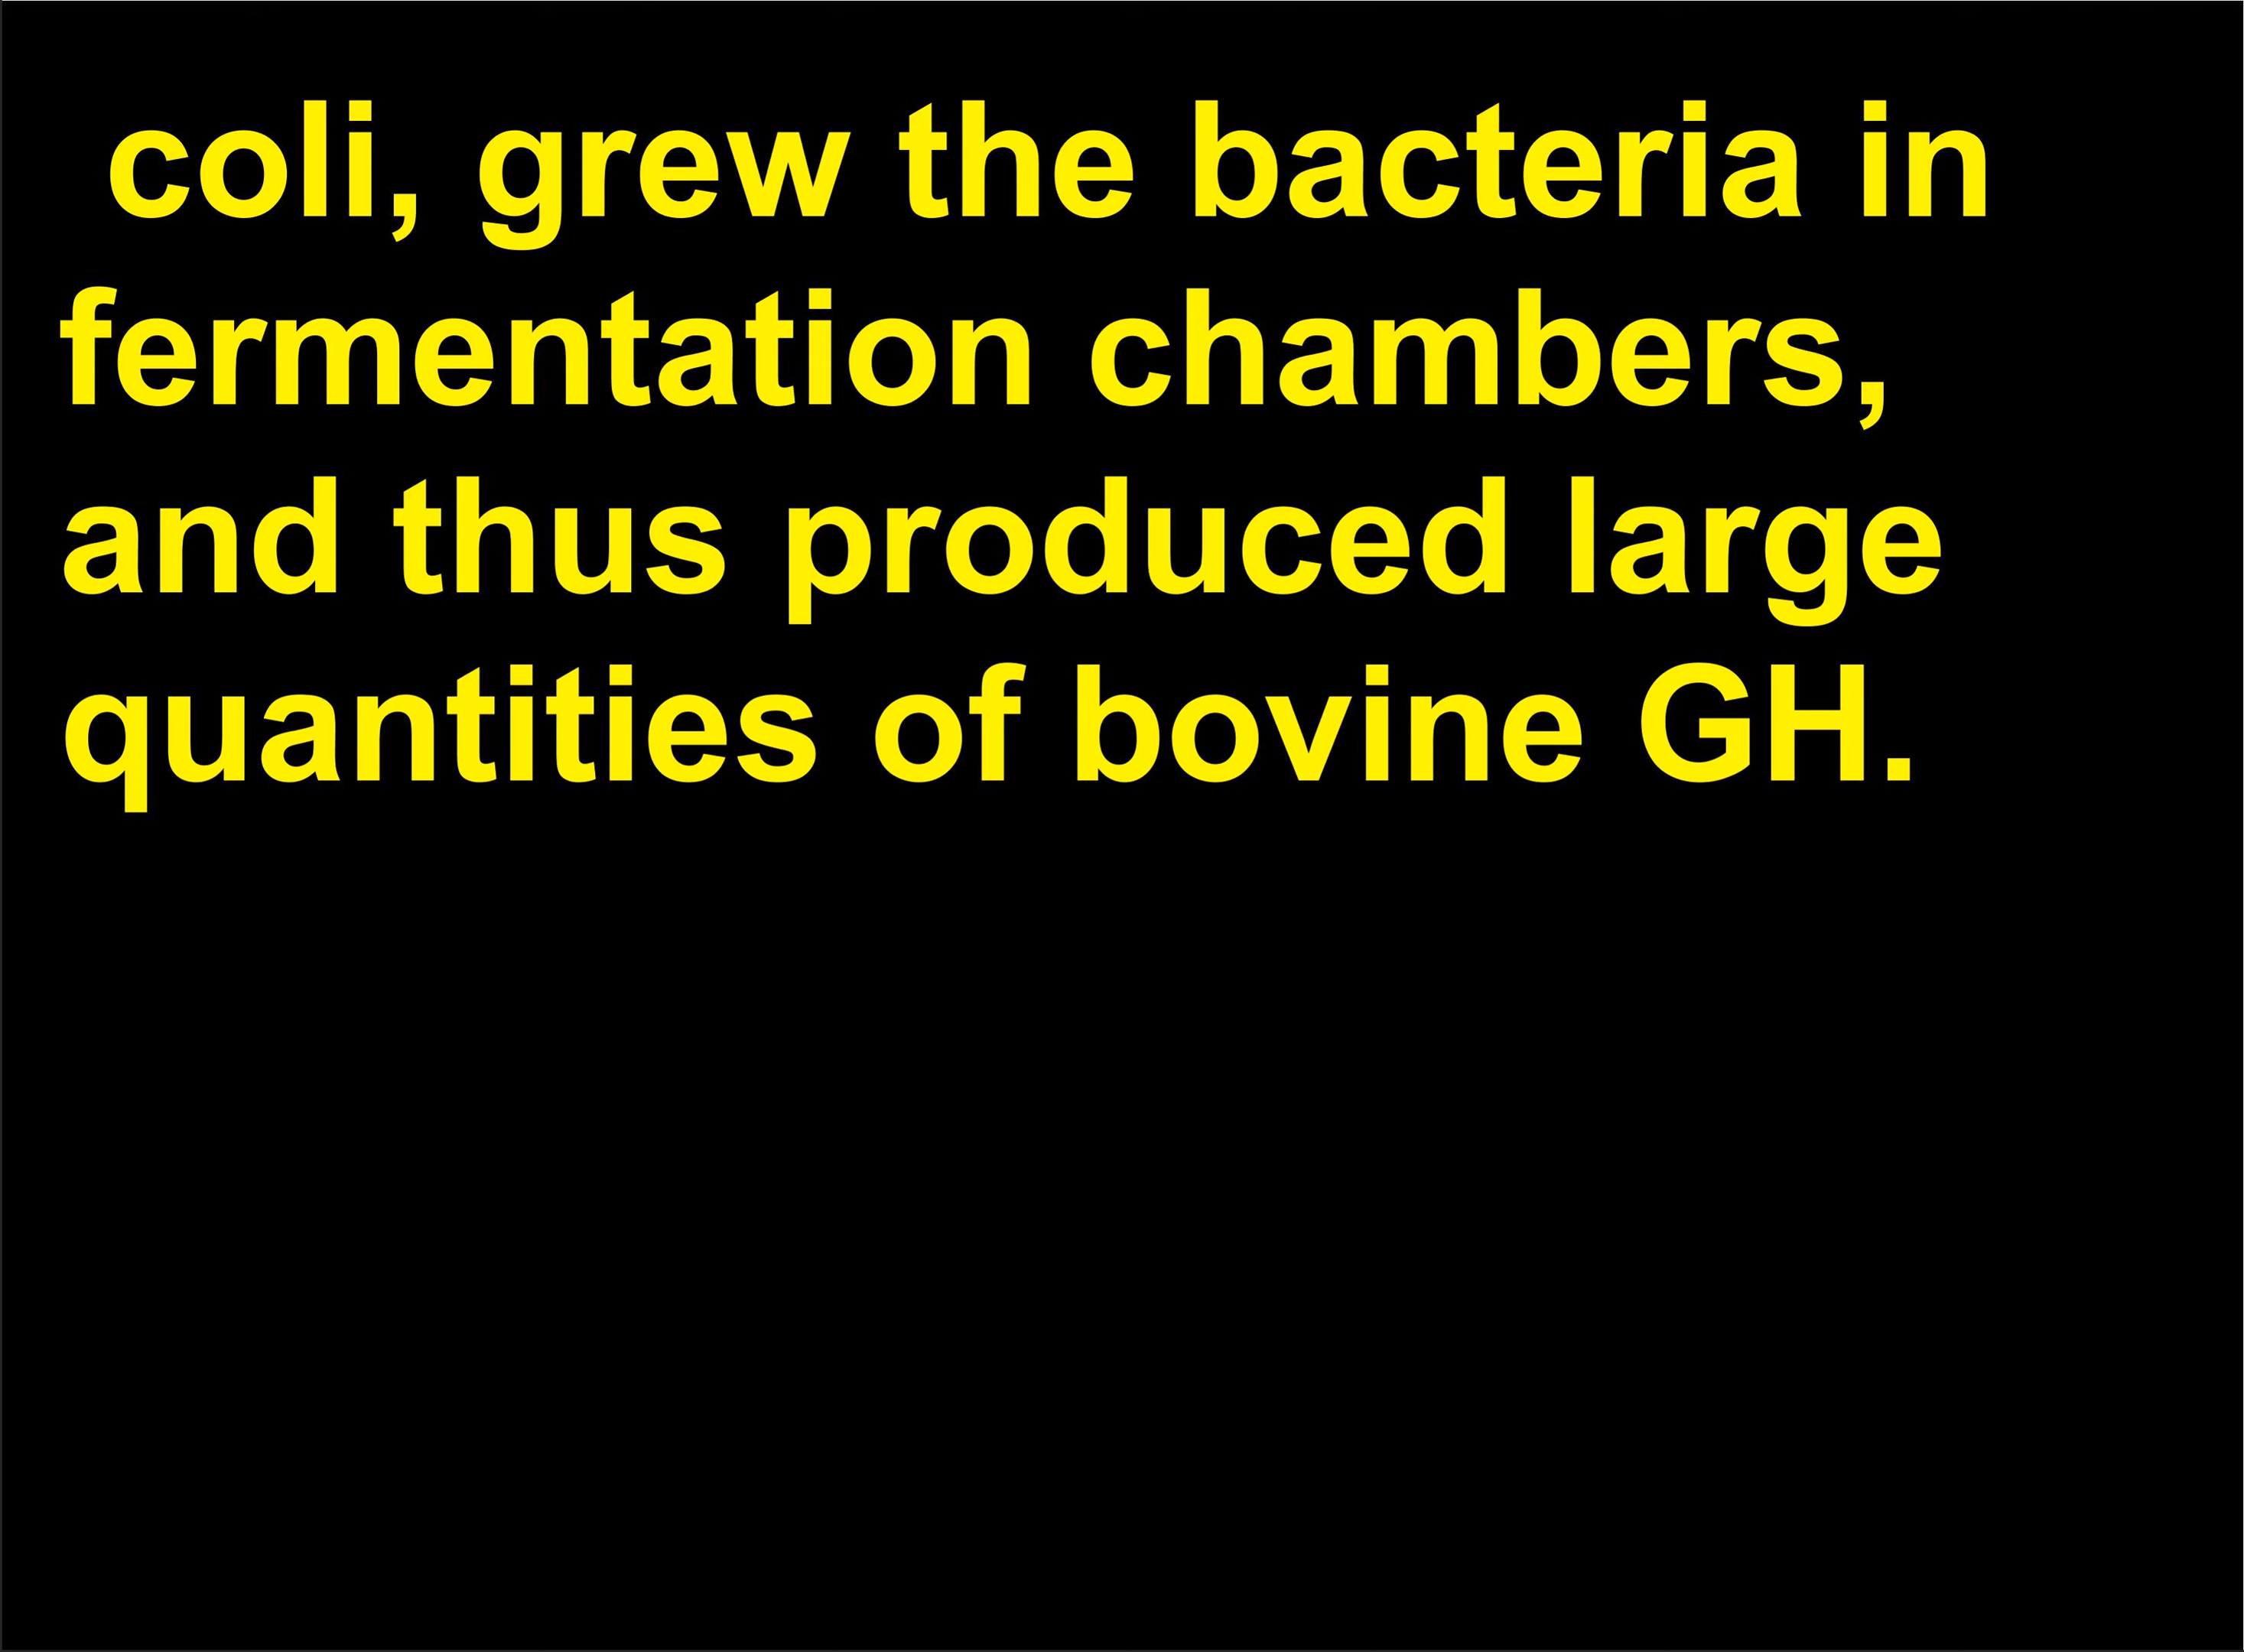 coli, grew the bacteria in
fermentation chambers,
and thus produced large
quantities of bovine GH.